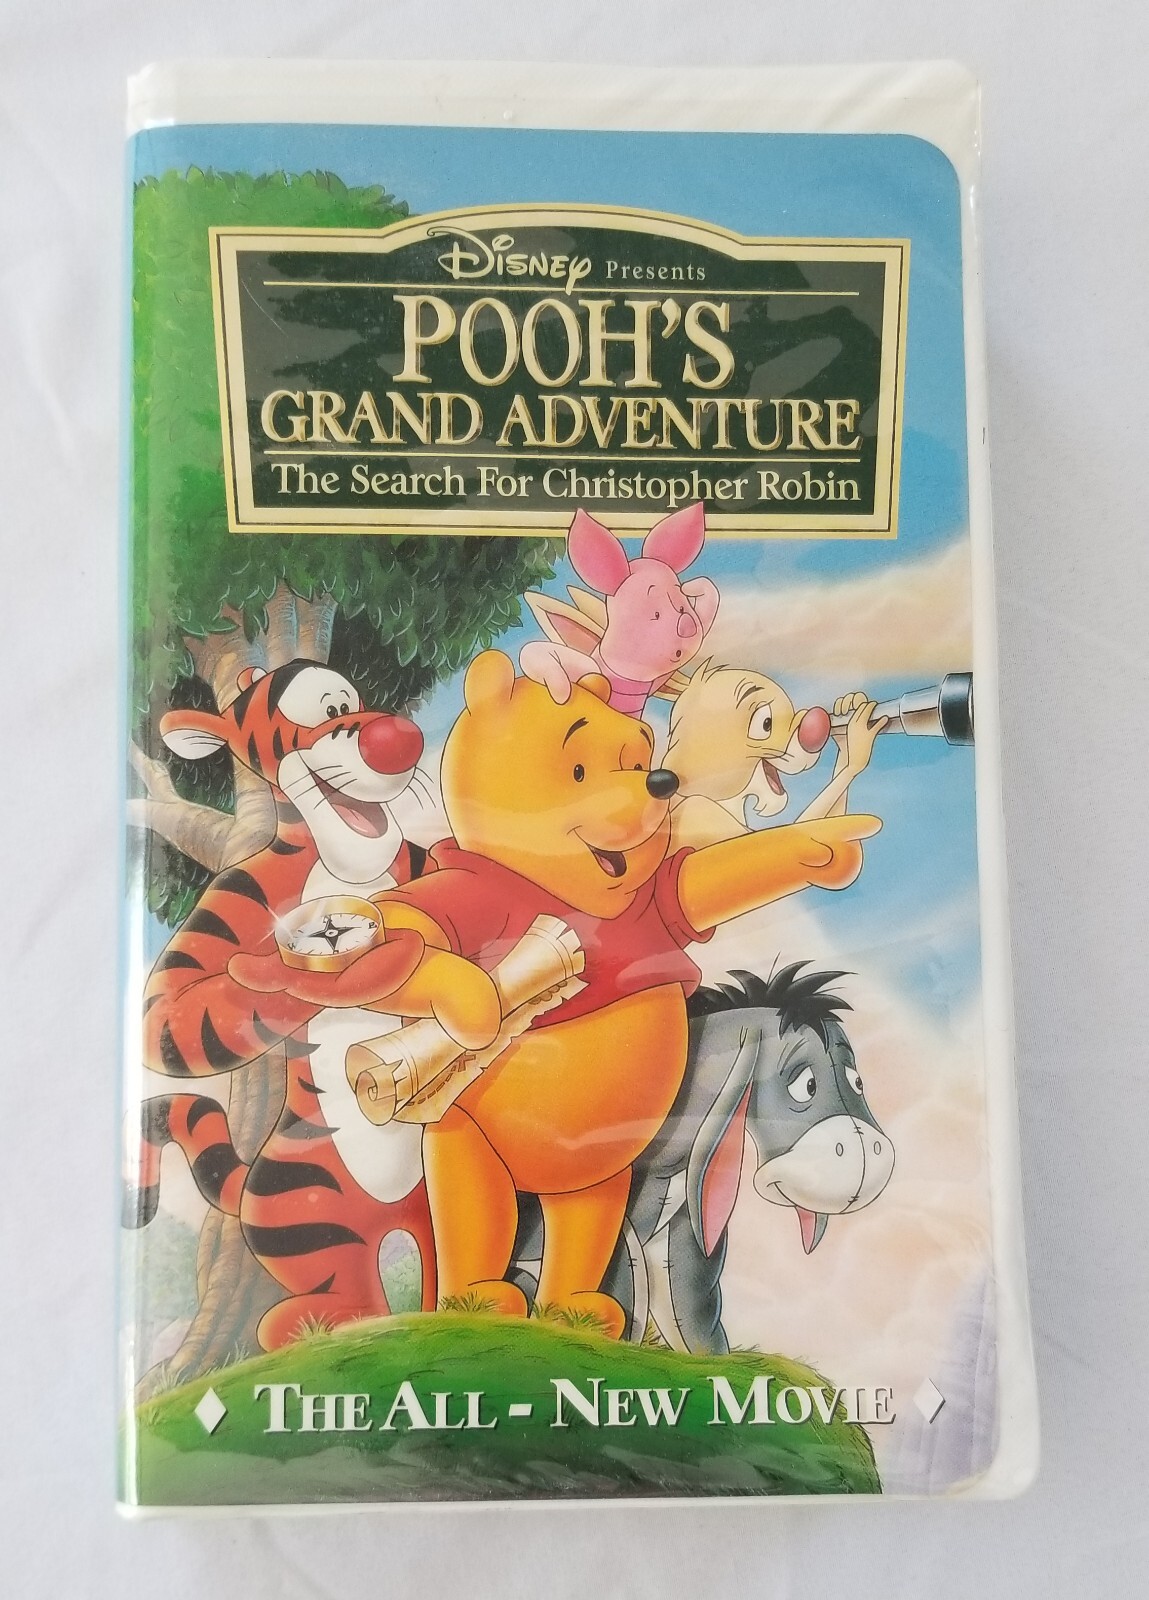 Disney Presents
POOH'S
GRAND ADVENTURE
The Search For Christopher Robin
THE ALL-NEW MOVIE